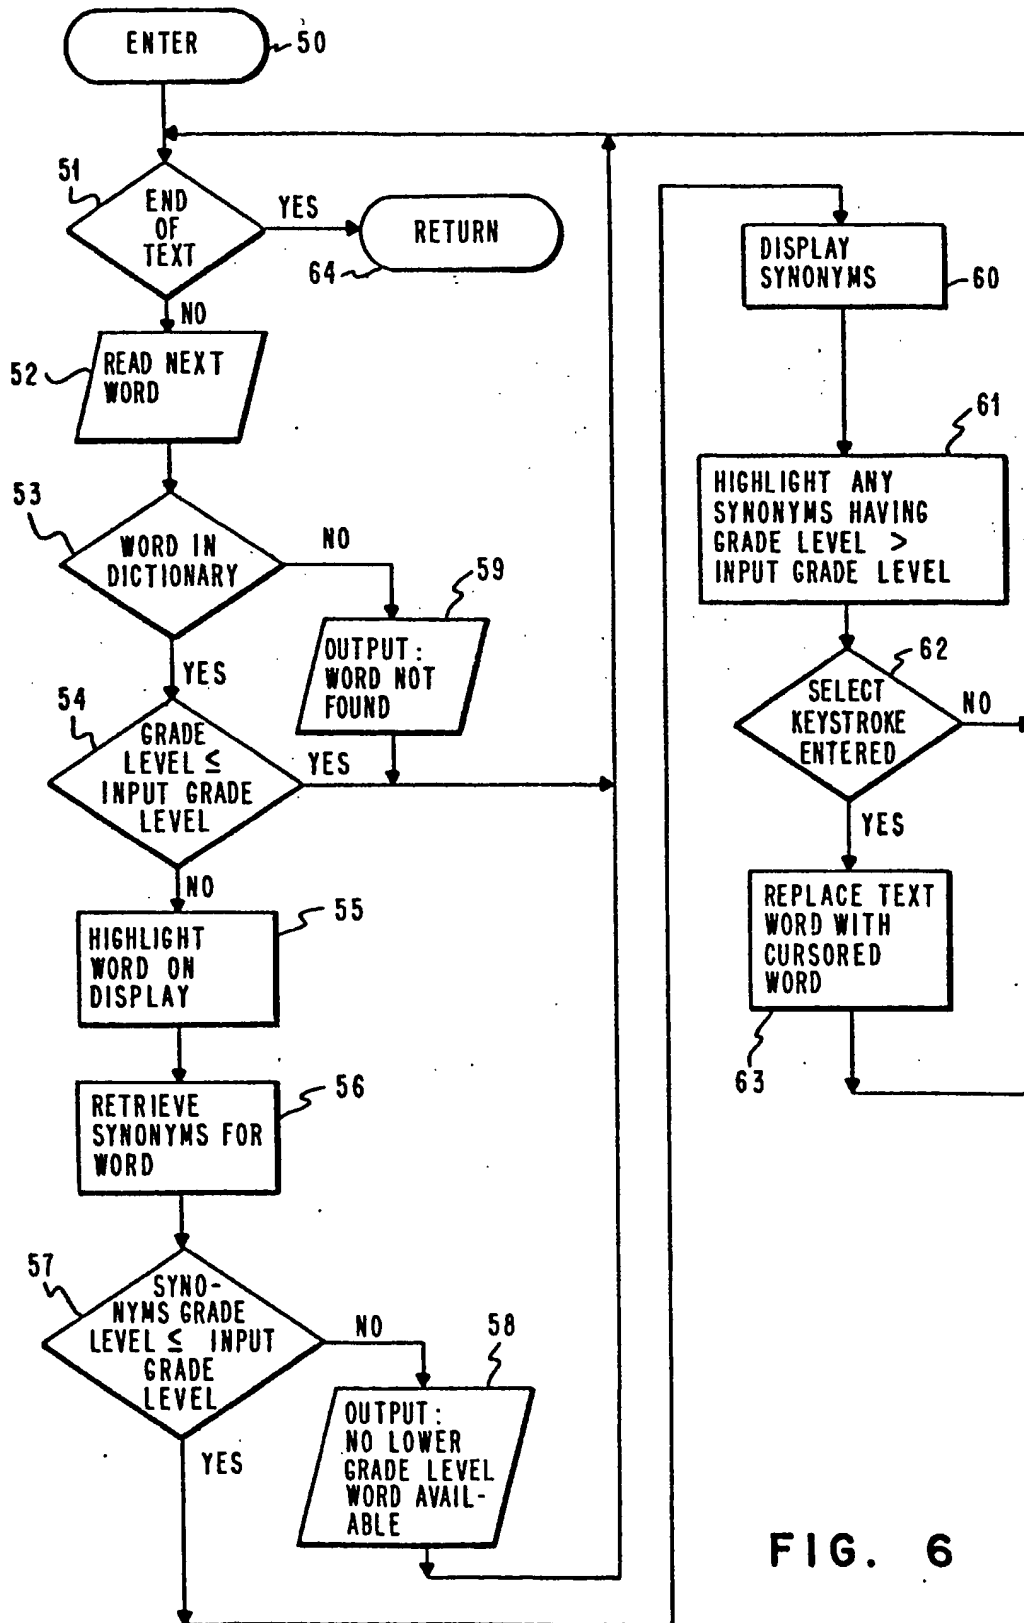 ENTER
50
51
END
OF
TEXT
YES
RETURN
64
NO
52
READ NEXT
WORD
53
WORD IN
DICTIONARY
NO
59
OUTPUT:
WORD NOT
FOUND
YES
54
GRADE
LEVEL ≤
INPUT GRADE
LEVEL
YES
NO
55
HIGHLIGHT
WORD ON
DISPLAY
56
RETRIEVE
SYNONYMS FOR
WORD
57
SYNO-
NYMS GRADE
LEVEL ≤ INPUT
GRADE
LEVEL
NO
58
OUTPUT:
NO LOWER
GRADE LEVEL
WORD AVAIL-
ABLE
YES
DISPLAY
SYNONYMS
60
61
HIGHLIGHT ANY
SYNONYMS HAVING
GRADE LEVEL >
INPUT GRADE LEVEL
62
SELECT
KEYSTROKE
ENTERED
NO
YES
REPLACE TEXT
WORD WITH
CURSORED
WORD
63
FIG. 6